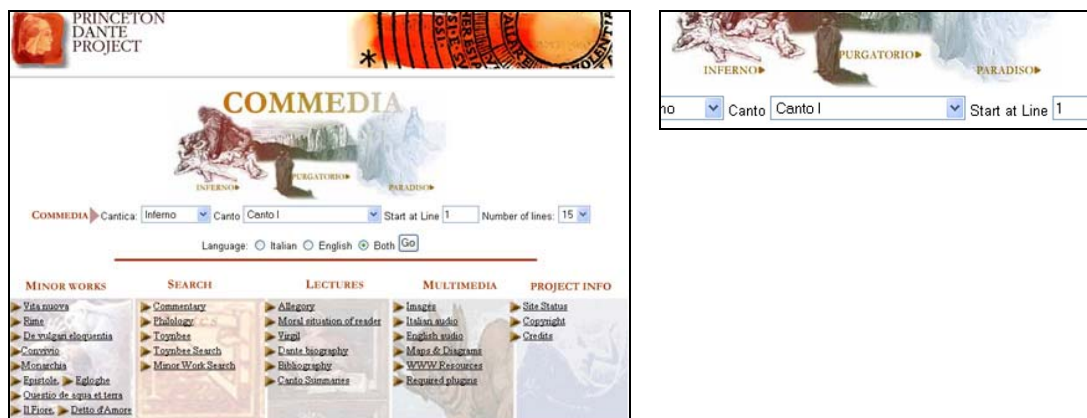 PRINCETON
DANTE
PROJECT
COMMEDIA
INFERNO
PURGATORIO
PARADISO
COMMEDIA Cantica: Inferno Canto Canto I Start at Line 1 Number of lines: 15
Language: Italian English Both Go
MINOR WORKS
Vita nuova
Rime
De vulgari eloquentia
Convivio
Monarchia
Epistole, Egloghe
Questio de aqua et terra
Il Fiore, Detto d'Amore
SEARCH
Commentary
Philology
Toynbee
Toynbee Search
Minor Work Search
LECTURES
Allegory
Moral situation of reader
Virgil
Dante biography
Bibliography
Canto Summaries
MULTIMEDIA
Images
Italian audio
English audio
Maps & Diagrams
WWW Resources
Required plugins
PROJECT INFO
Site Status
Copyright
Credits
INFERNO
PURGATORIO
PARADISO
no Canto Canto I Start at Line 1